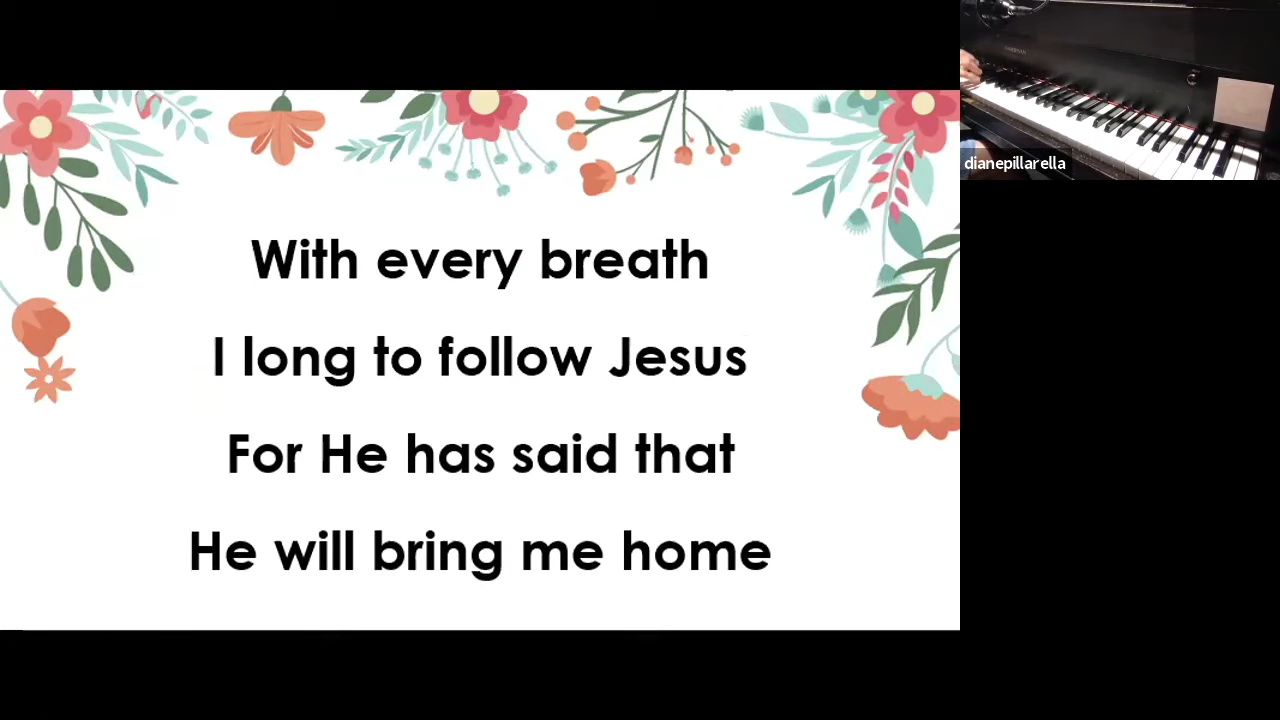 With every breath
I long to follow Jesus
For He has said that
He will bring me home
dianepillarella